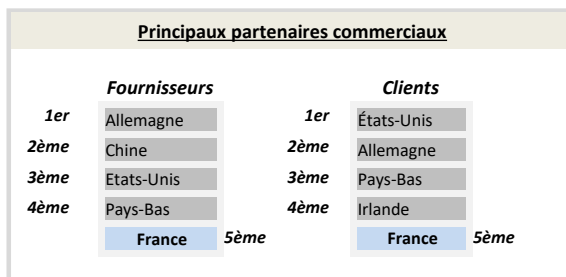 Principaux partenaires commerciaux
Fournisseurs Clients
1er Allemagne 1er États-Unis
2ème Chine 2ème Allemagne
3ème Etats-Unis 3ème Pays-Bas
4ème Pays-Bas 4ème Irlande
France 5ème France 5ème